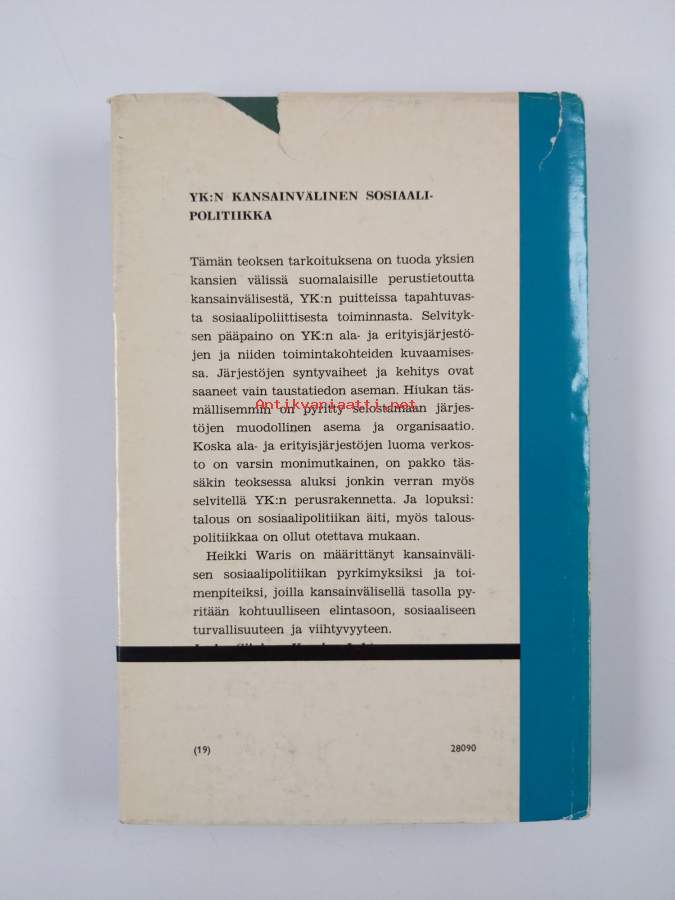 YK:N KANSAINVÄLINEN SOSIAALI-
POLITIIKKA
Tämän teoksen tarkoituksena on tuoda yksien
kansien välissä suomalaisille perustietoutta
kansainvälisestä, YK:n puitteissa tapahtuvas-
ta sosiaalipoliittisesta toiminnasta. Selvityk-
sen pääpaino on YK:n ala- ja erityisjärjestö-
jen ja niiden toimintakohteiden kuvaamises-
sa. Järjestöjen syntyvaiheet ja kehitys ovat
saaneet vain taustatiedon aseman. Hiukan täs-
mällisemmin on pyritty selostamaan järjes-
Antikvariaatti.net
töjen muodollinen asema ja organisaatio.
Koska ala- ja erityisjärjestöjen luoma verkos-
to on varsin monimutkainen, on pakko täs-
säkin teoksessa aluksi jonkin verran myös
selvitellä YK:n perusrakennetta. Ja lopuksi:
talous on sosiaalipolitiikan äiti, myös talous-
politiikkaa on ollut otettava mukaan.
Heikki Waris on määrittänyt kansainväli-
sen sosiaalipolitiikan pyrkimyksiksi ja toi-
menpiteiksi, joilla kansainvälisellä tasolla py-
ritään kohtuulliseen elintasoon, sosiaaliseen
turvallisuuteen ja viihtyvyyteen.
(19)
28090